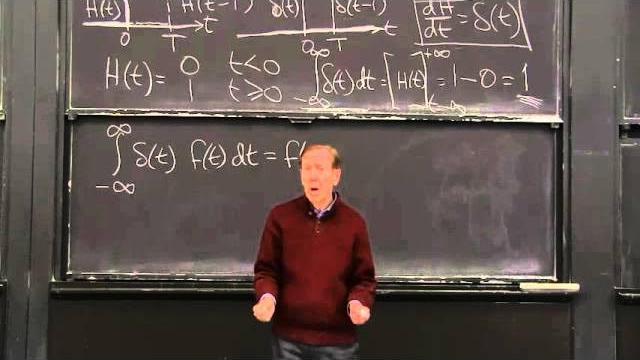 H(t) H(t-1) δ(t) δ(t-1) dH/dt = δ(t)
0 T t 0 T t
H(t) = 0 t<0 ∫_{-∞}^{∞} δ(t) dt = [H(t)]_{t=-∞}^{+∞} = 1-0 = 1
1 t≥0
∫_{-∞}^{∞} δ(t) f(t) dt = f(